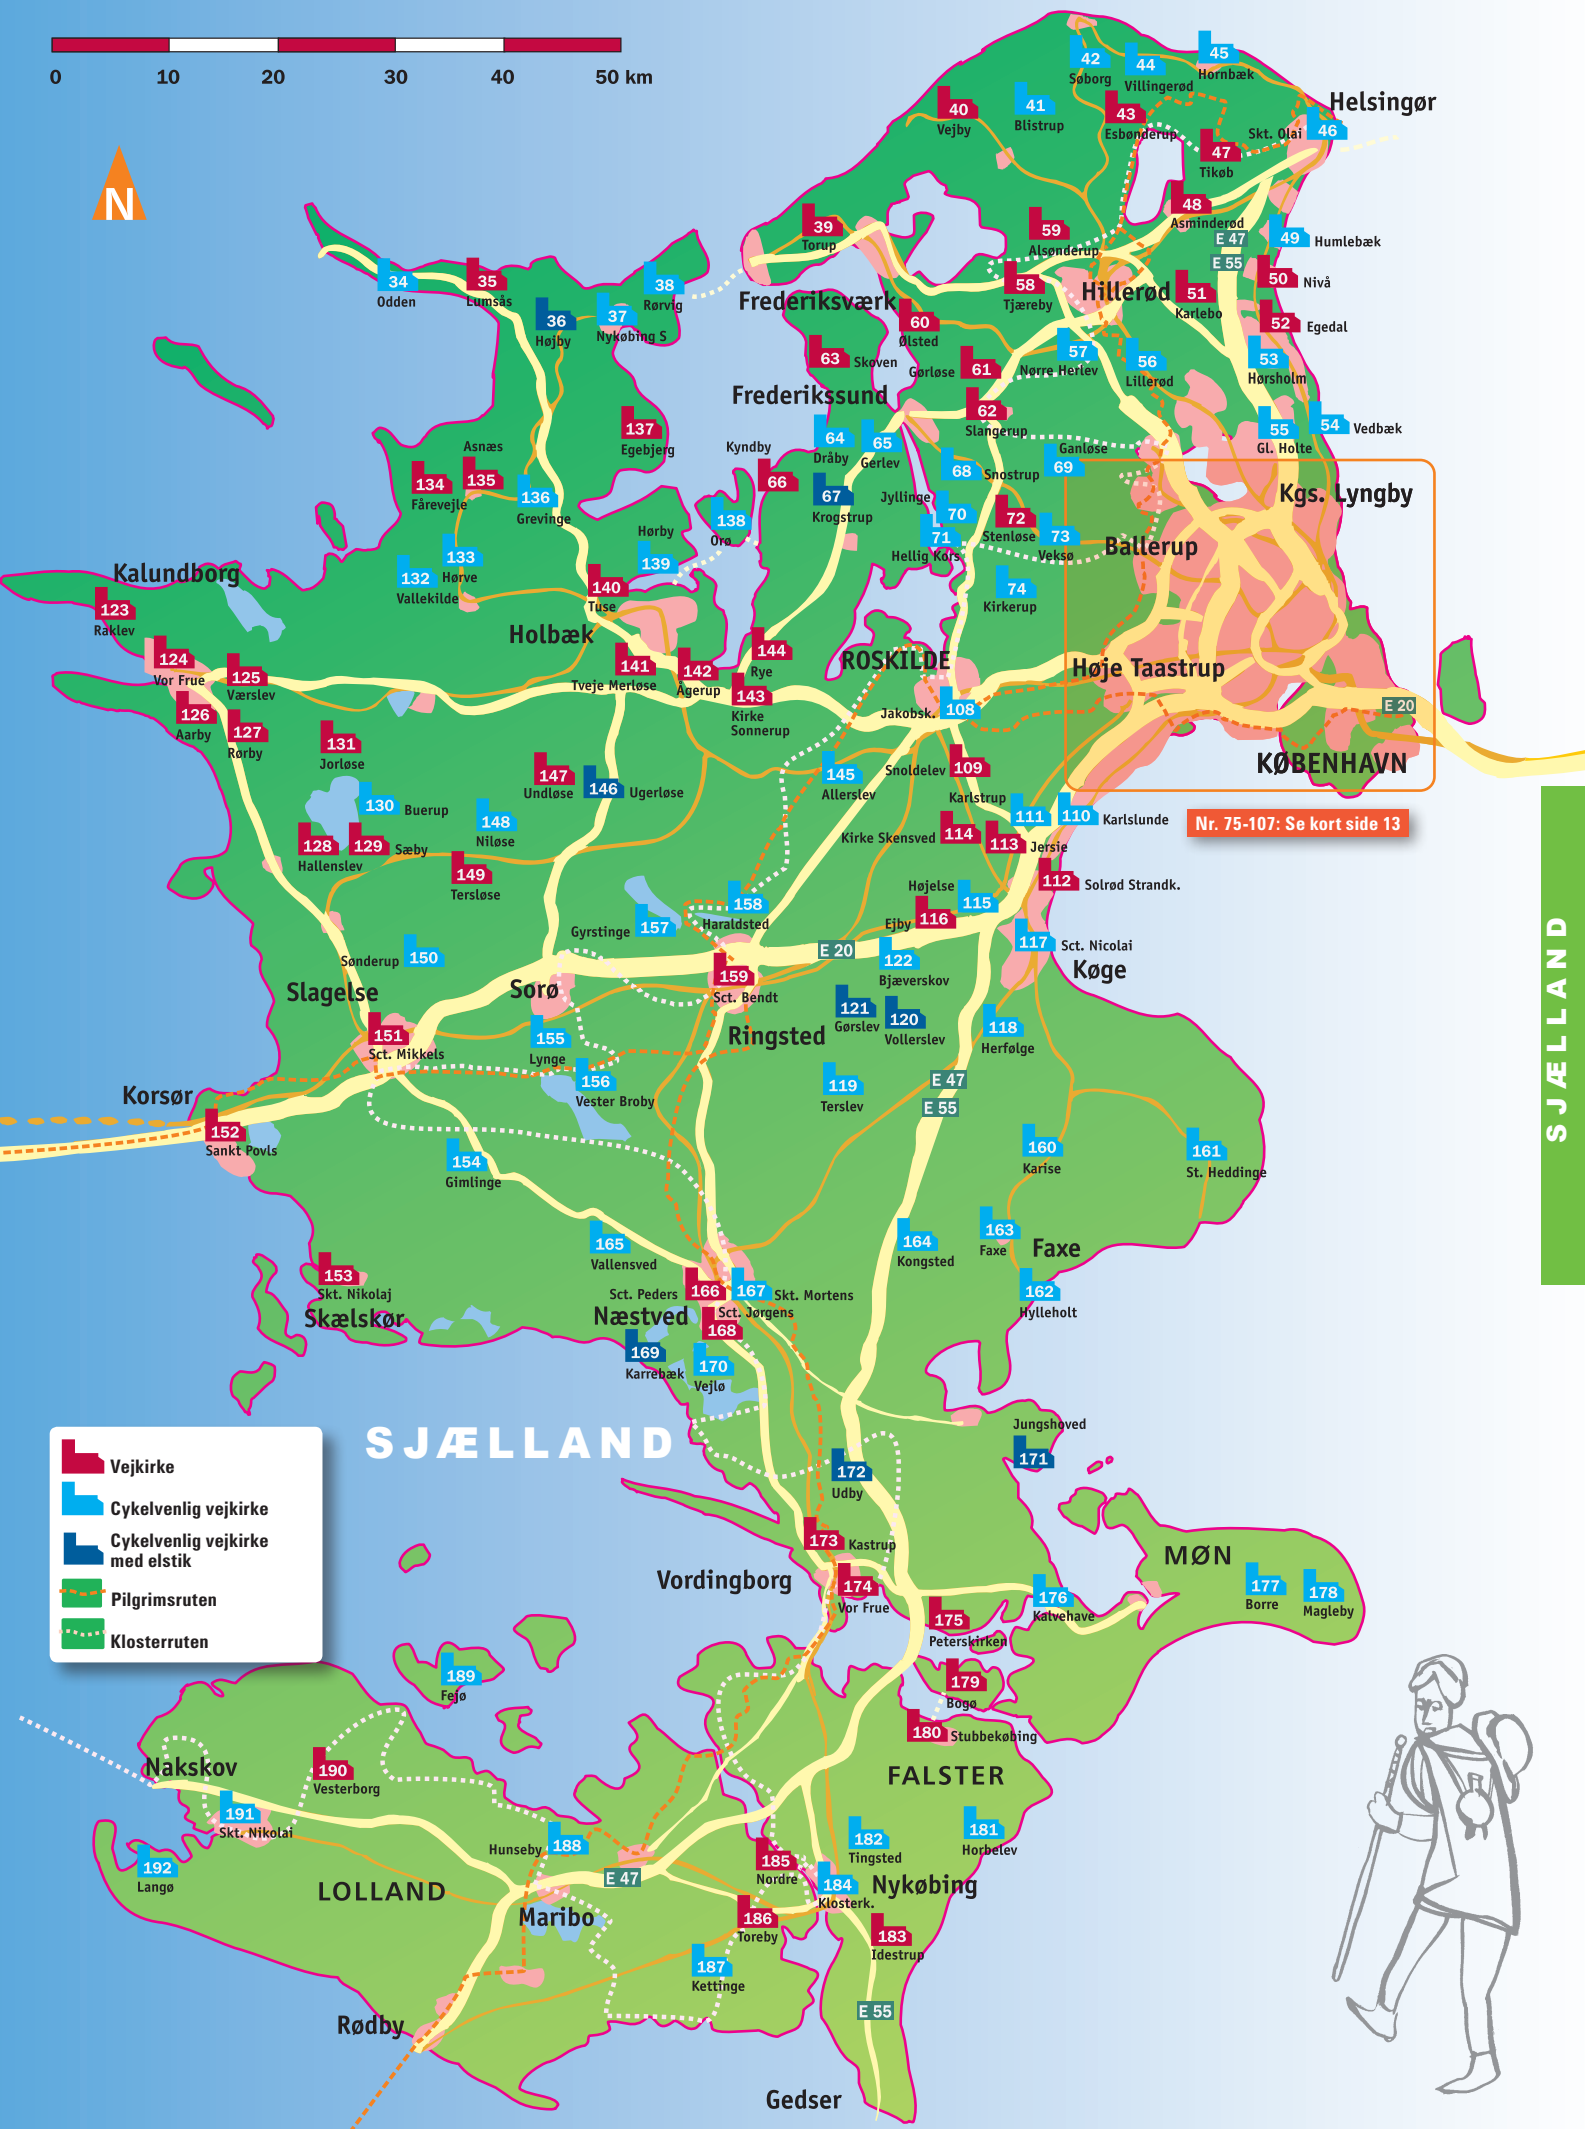 0 10 20 30 40 50 km
N
42
Søborg
44
Villingerød
45
Hornbæk
Helsingør
40
Vejby
41
Blistrup
43
Esbønderup
Skt. Olai
46
47
Tikøb
48
Asminderød
39
Torup
59
Alsønderup
E 47
E 55
49
Humlebæk
34
Odden
35
Lumsås
38
Rørvig
36
Højby
37
Nykøbing S
Frederiksværk
58
Tjæreby
Hillerød
51
Karlebo
50
Nivå
52
Egedal
60
Ølsted
63
Skoven
Gørløse
61
57
Nørre Herlev
56
Lillerød
53
Hørsholm
Frederikssund
62
Slangerup
137
Egebjerg
64
Dråby
65
Gerlev
55
Gl. Holte
54
Vedbæk
Asnæs
135
134
Fårevejle
136
Grevinge
Kyndby
66
67
Krogstrup
68
Snostrup
Ganløse
69
Kgs. Lyngby
138
Orø
Jyllinge
70
71
Hellig Kors
72
Stenløse
73
Veksø
Ballerup
Hørby
139
133
Hørve
132
Vallekilde
Kalundborg
123
Raklev
140
Tuse
74
Kirkerup
Holbæk
124
Vor Frue
125
Værslev
141
Tveje Merløse
142
Ågerup
144
Rye
143
Kirke
Sonnerup
ROSKILDE
Høje Taastrup
126
Aarby
127
Rørby
Jakobsk.
108
E 20
131
Jorløse
147
Undløse
146
Ugerløse
145
Allerslev
Snoldelev
109
KØBENHAVN
130
Buerup
148
Niløse
Karlstrup
111
110
Karlslunde
Nr. 75-107: Se kort side 13
128
Hallenslev
129
Sæby
Kirke Skensved
114
113
Jersie
149
Tersløse
112
Solrød Strandk.
158
Haraldsted
Højelse
115
Ejby
116
Gyrstinge
157
SJÆLLAND
Sønderup
150
E 20
122
Bjæverskov
117
Sct. Nicolai
Køge
Slagelse
Sorø
159
Sct. Bendt
121
Gørslev
120
Vollerslev
118
Herfølge
151
Sct. Mikkels
155
Lynge
Ringsted
156
Vester Broby
119
Terslev
E 47
E 55
Korsør
152
Sankt Povls
154
Gimlinge
160
Karise
161
St. Heddinge
165
Vallensved
164
Kongsted
163
Faxe
Faxe
153
Skt. Nikolaj
Skælskør
Sct. Peders
166
167
Skt. Mortens
162
Hylleholt
Næstved
Sct. Jørgens
168
169
Karrebæk
170
Vejlø
SJÆLLAND
Jungshoved
171
172
Udby
Vejkirke
Cykelvenlig vejkirke
Cykelvenlig vejkirke
med elstik
Pilgrimsruten
Klosterruten
173
Kastrup
MØN
Vordingborg
174
Vor Frue
176
Kalvehave
177
Borre
178
Magleby
175
Peterskirken
189
Fejø
179
Bogø
180
Stubbekøbing
Nakskov
190
Vesterborg
FALSTER
191
Skt. Nikolai
192
Langø
Hunseby
188
182
Tingsted
181
Horbelev
185
Nordre
E 47
184
Klosterk.
Nykøbing
LOLLAND
Maribo
186
Toreby
183
Idestrup
187
Kettinge
Rødby
E 55
Gedser